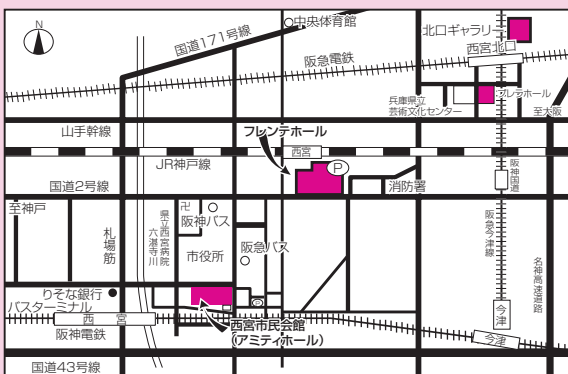 N
中央体育館
国道171号線
阪急電鉄
北口ギャラリー
西宮北口
兵庫県立
芸術文化センター
プレラホール
至大阪
山手幹線
フレンテホール
西宮
P
JR神戸線
国道2号線
消防署
阪神国道
至神戸
札場筋
県立西宮病院
六湛寺川
卍
阪神バス
市役所
阪急バス
阪急今津線
名神高速道路
りそな銀行
バスターミナル
西宮
阪神電鉄
P
西宮市民会館
(アミティホール)
今津
今津
国道43号線